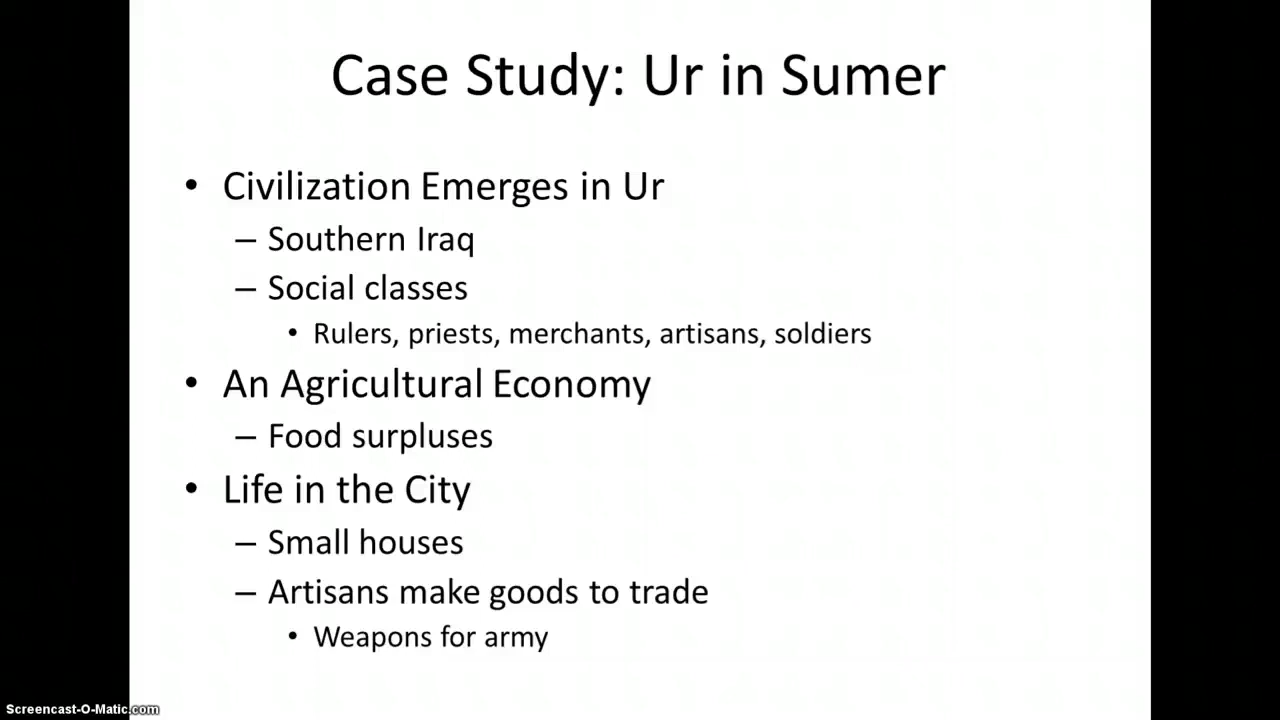 Case Study: Ur in Sumer
• Civilization Emerges in Ur
– Southern Iraq
– Social classes
• Rulers, priests, merchants, artisans, soldiers
• An Agricultural Economy
– Food surpluses
• Life in the City
– Small houses
– Artisans make goods to trade
• Weapons for army
Screencast-O-Matic.com